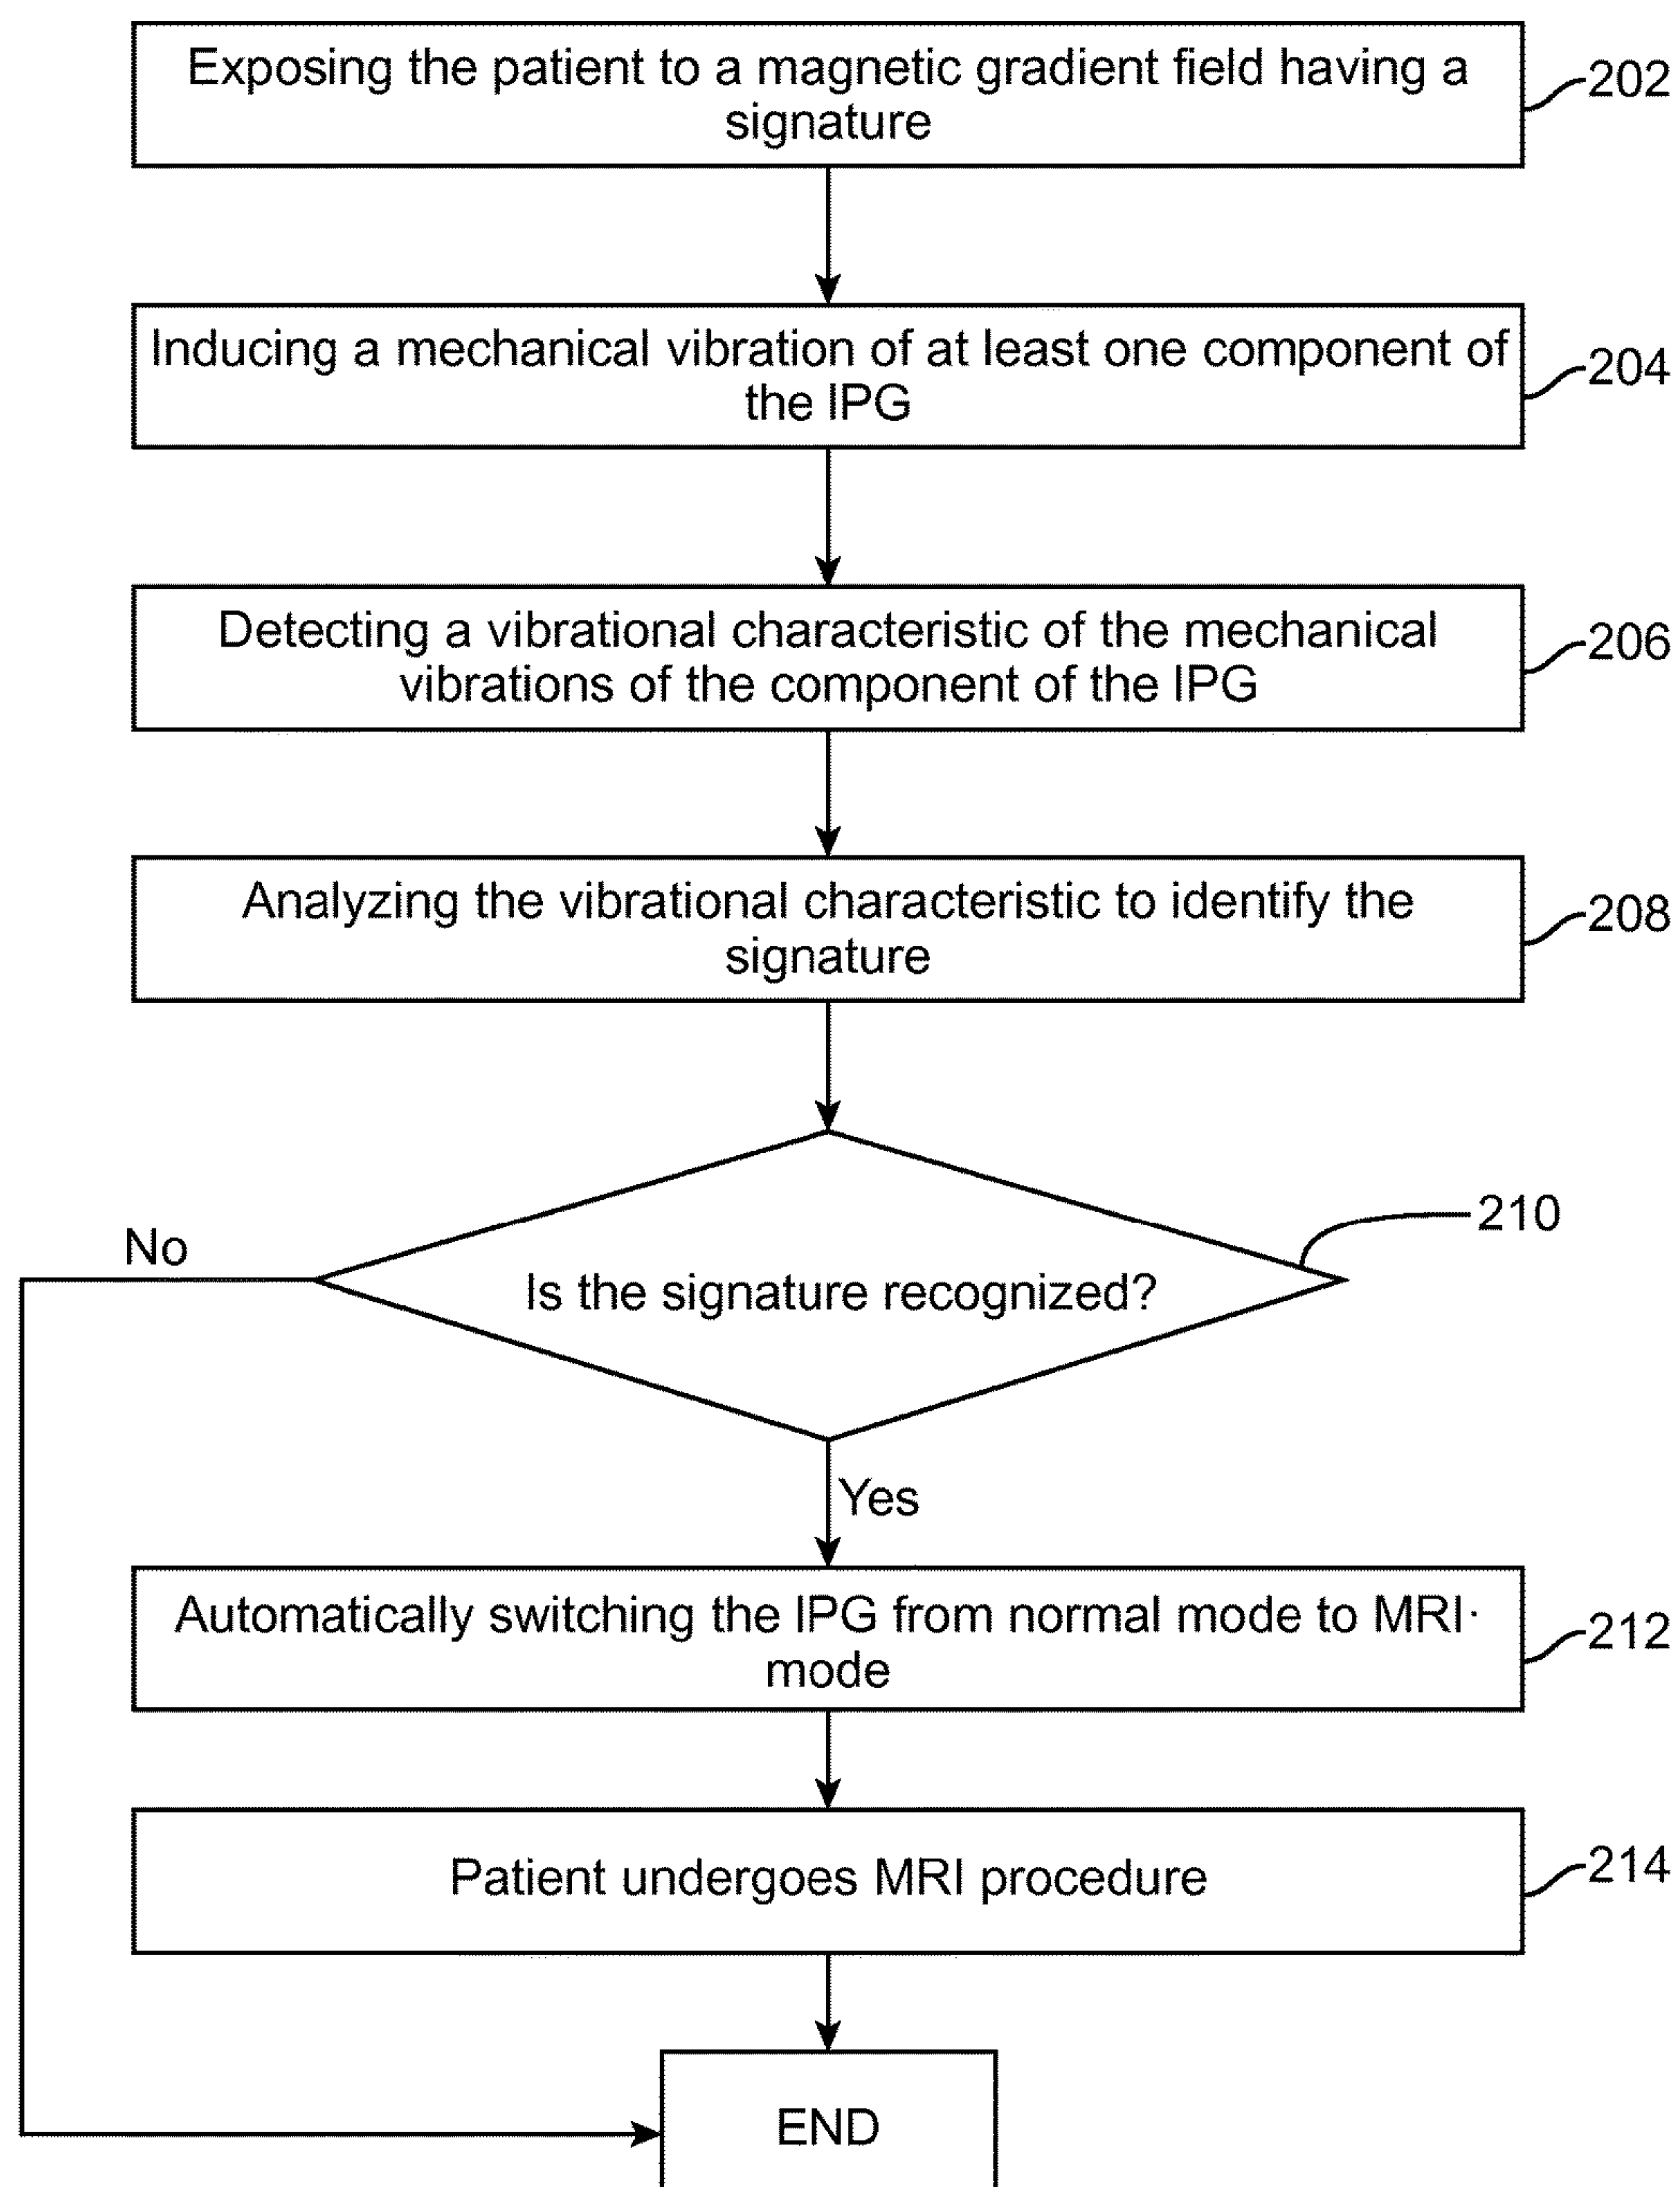 Exposing the patient to a magnetic gradient field having a
signature
202
Inducing a mechanical vibration of at least one component of
the IPG
204
Detecting a vibrational characteristic of the mechanical
vibrations of the component of the IPG
206
Analyzing the vibrational characteristic to identify the
signature
208
210
No
Is the signature recognized?
Yes
Automatically switching the IPG from normal mode to MRI-
mode
212
Patient undergoes MRI procedure
214
END